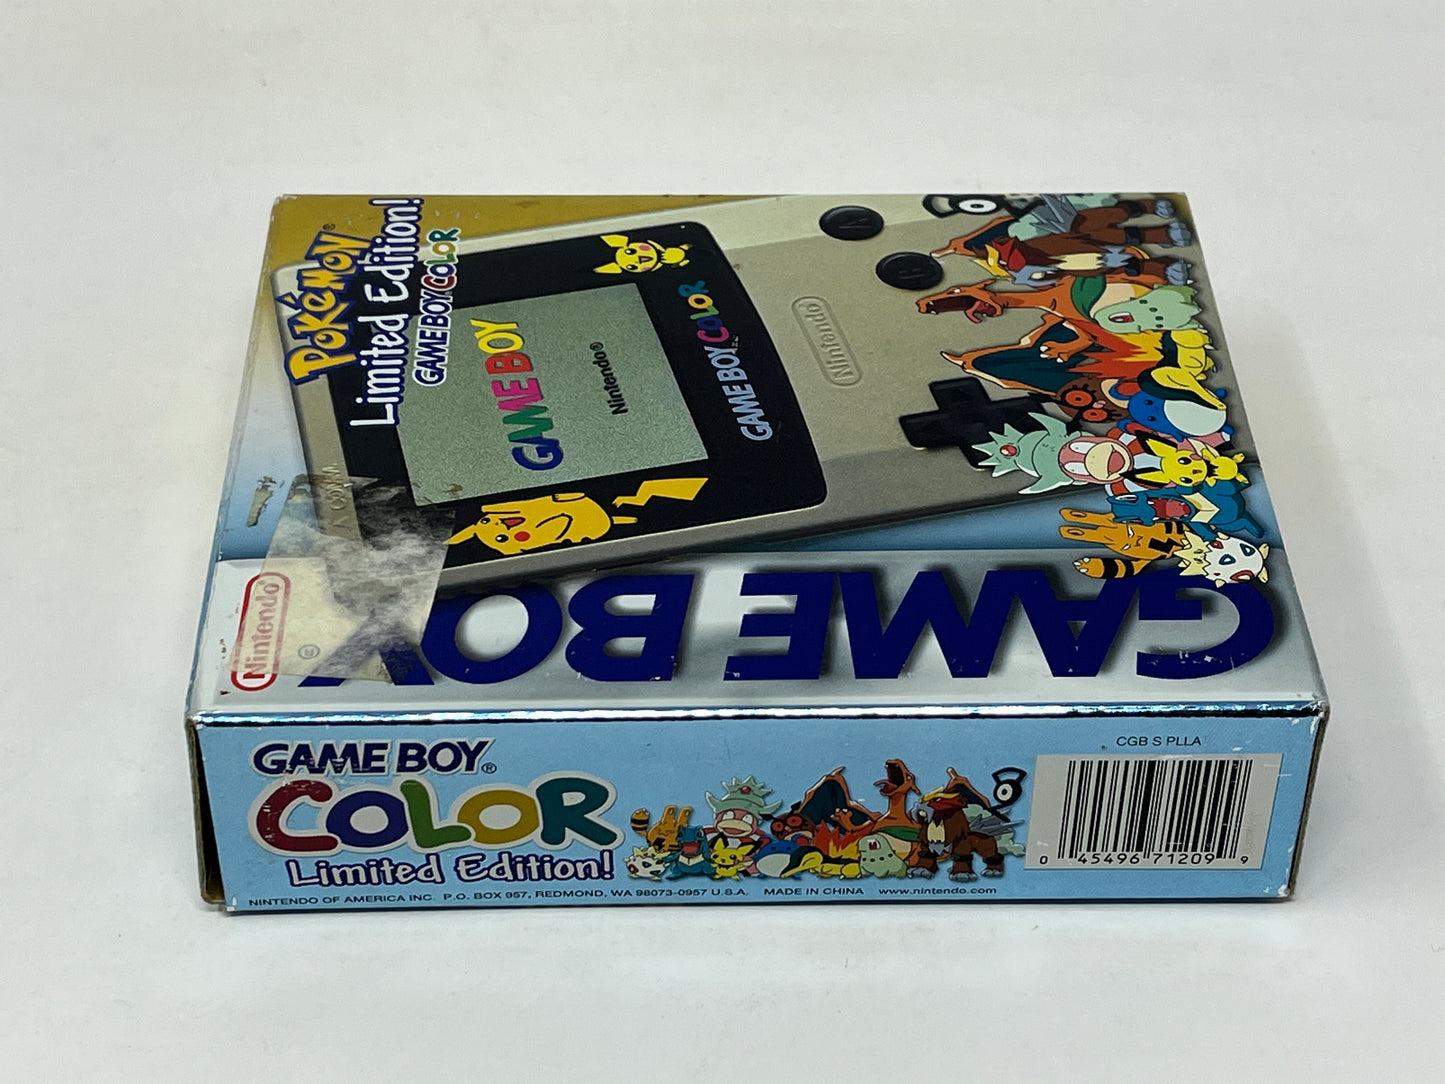 POKéMON®
Limited Edition!
GAME BOY COLOR
GAME BOY
Nintendo®
GAME BOY COLOR
Nintendo
B
A
Nintendo
GAME BOY
GAME BOY®
COLOR
Limited Edition!
NINTENDO OF AMERICA INC. P.O. BOX 957, REDMOND, WA 98073-0957 U.S.A. MADE IN CHINA www.nintendo.com
CGB S PLLA
0 45496 71209 9